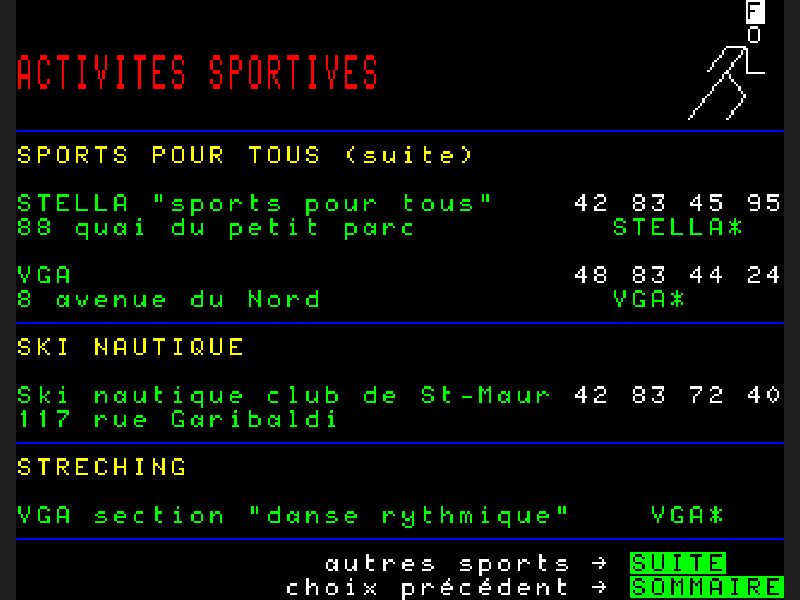 F
ACTIVITES SPORTIVES
SPORTS POUR TOUS (suite)
STELLA "sports pour tous" 42 83 45 95
88 quai du petit parc STELLA*
VGA 48 83 44 24
8 avenue du Nord VGA*
SKI NAUTIQUE
Ski nautique club de St-Maur 42 83 72 40
117 rue Garibaldi
STRECHING
VGA section "danse rythmique" VGA*
autres sports → SUITE
choix précédent → SOMMAIRE